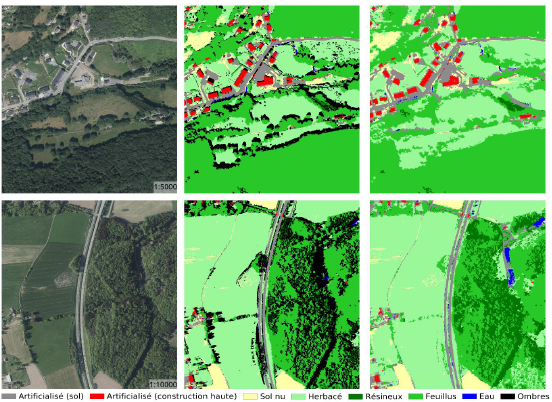 1:5000
1:10000
Artificialisé (sol) Artificialisé (construction haute) Sol nu Herbacé Résineux Feuillus Eau Ombres